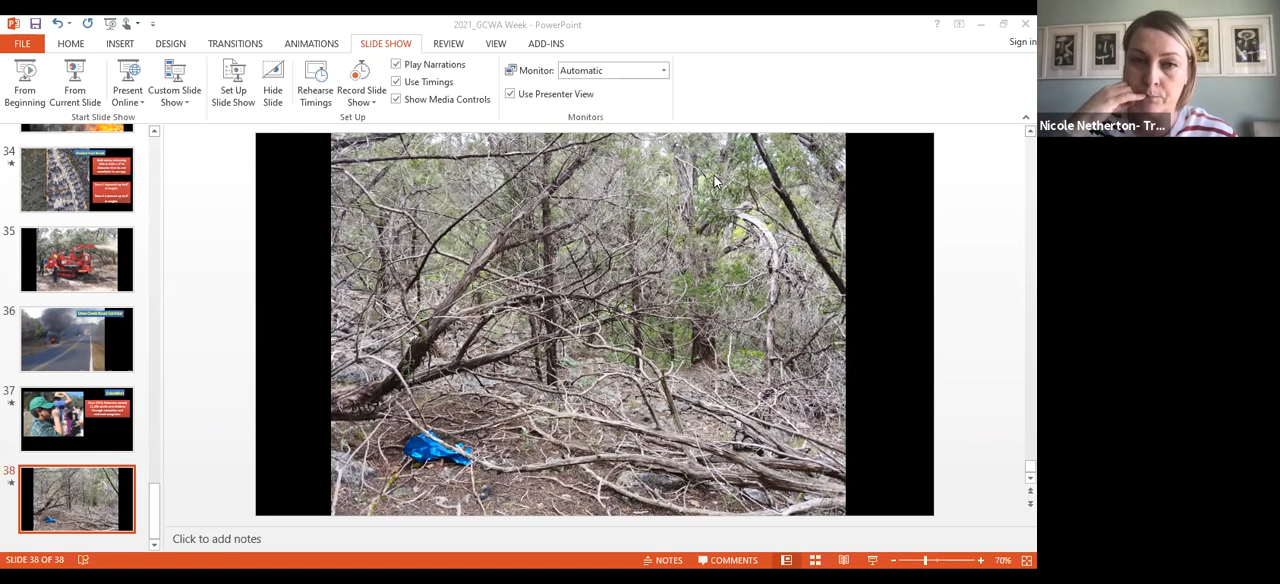 2021_GCWA Week - PowerPoint
FILE HOME INSERT DESIGN TRANSITIONS ANIMATIONS SLIDE SHOW REVIEW VIEW ADD-INS
Sign in
From Beginning
From Current Slide
Present Online
Custom Slide Show
Set Up Slide Show
Hide Slide
Rehearse Timings
Record Slide Show
Play Narrations
Use Timings
Show Media Controls
Monitor: Automatic
Use Presenter View
Start Slide Show
Set Up
Monitors
Nicole Netherton- Tr...
34
35
36
37
Education
38
Click to add notes
SLIDE 38 OF 38
NOTES COMMENTS 70%